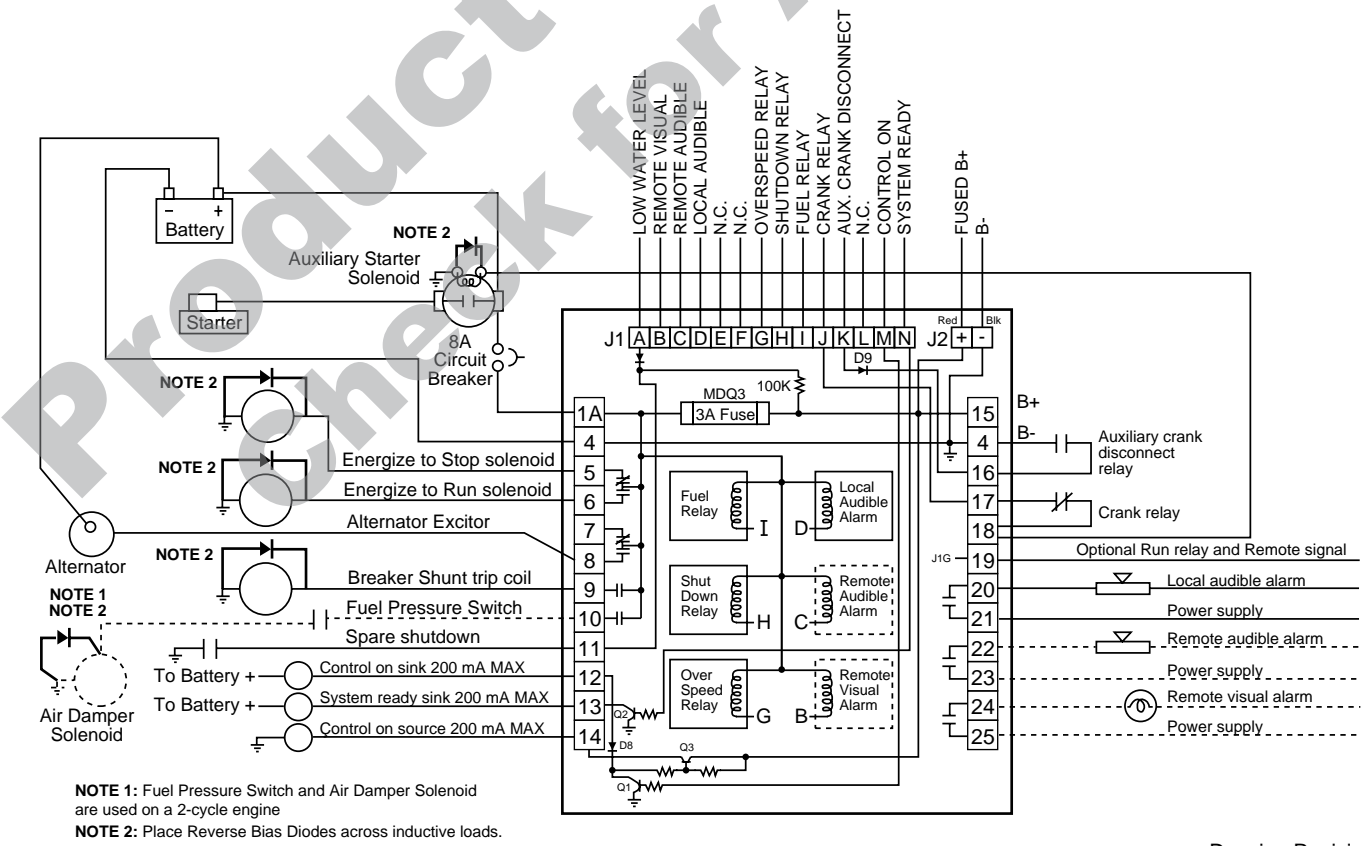 Product
Check for
LOW WATER LEVEL
REMOTE VISUAL
REMOTE AUDIBLE
LOCAL AUDIBLE
N.C.
N.C.
OVERSPEED RELAY
SHUTDOWN RELAY
FUEL RELAY
CRANK RELAY
AUX. CRANK DISCONNECT
N.C.
CONTROL ON
SYSTEM READY
FUSED B+
B-
− +
Battery
NOTE 2
Auxiliary Starter
Solenoid
Starter
8A
Circuit
Breaker
Red Blk
J1 A B C D E F G H I J K L M N J2 + -
D9
100K
MDQ3
3A Fuse
NOTE 2
1A
4
Energize to Stop solenoid 5
NOTE 2
Energize to Run solenoid 6
Alternator Excitor 7
8
Alternator
NOTE 2
Breaker Shunt trip coil 9
NOTE 1
NOTE 2
Fuel Pressure Switch 10
Spare shutdown 11
To Battery + Control on sink 200 mA MAX 12
To Battery + System ready sink 200 mA MAX 13
Control on source 200 mA MAX 14
Air Damper
Solenoid
Fuel
Relay
I
Local
Audible
Alarm
D
Shut
Down
Relay
H
Remote
Audible
Alarm
C
Over
Speed
Relay
G
Remote
Visual
Alarm
B
Q2
D8
Q3
Q1
15 B+
4 B-
Auxiliary crank
disconnect
relay
16
17
Crank relay
18
J1G 19 Optional Run relay and Remote signal
20 Local audible alarm
21 Power supply
22 Remote audible alarm
23 Power supply
24 Remote visual alarm
25 Power supply
NOTE 1: Fuel Pressure Switch and Air Damper Solenoid
are used on a 2-cycle engine
NOTE 2: Place Reverse Bias Diodes across inductive loads.